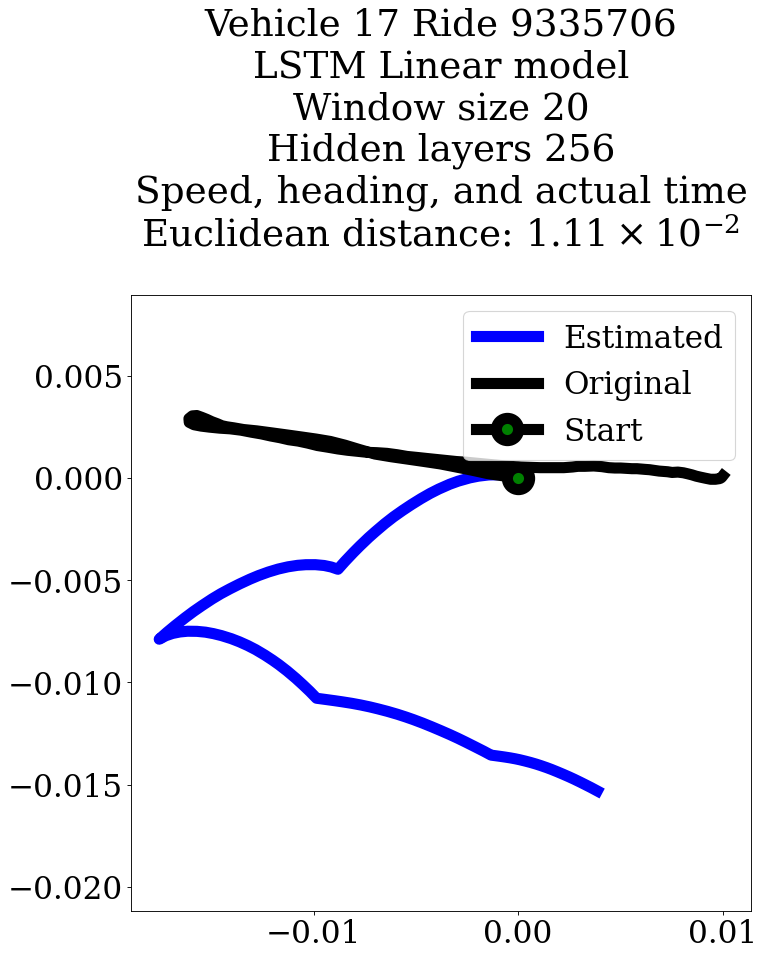 Vehicle 17 Ride 9335706
LSTM Linear model
Window size 20
Hidden layers 256
Speed, heading, and actual time
Euclidean distance: 1.11 × 10⁻²
Estimated
Original
Start
0.005
0.000
−0.005
−0.010
−0.015
−0.020
−0.01
0.00
0.01